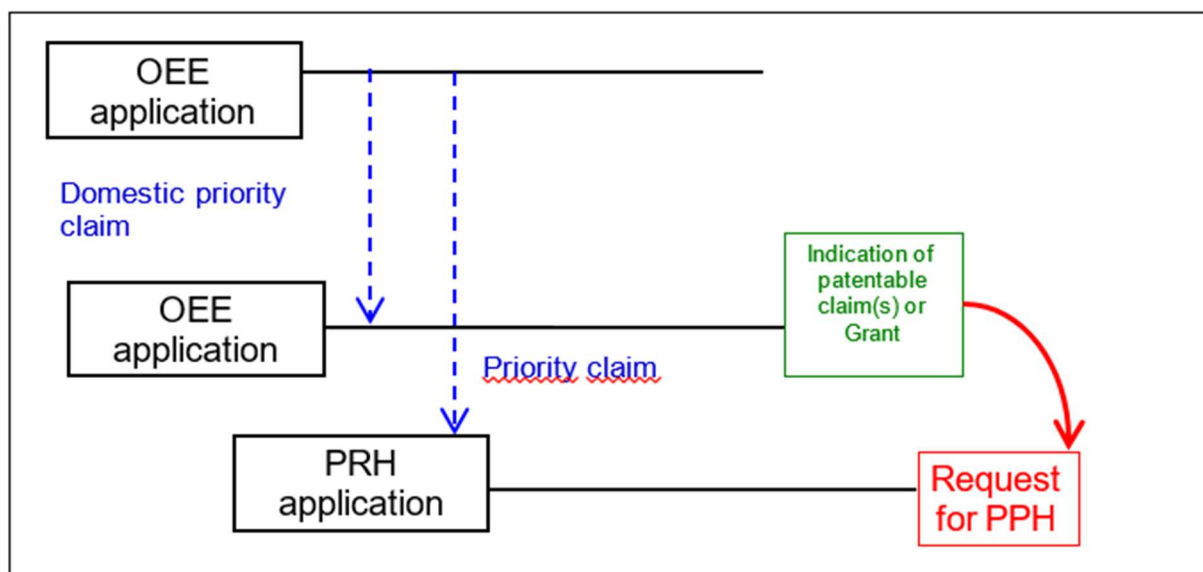 OEE
application
Domestic priority
claim
OEE
application
Indication of
patentable
claim(s) or
Grant
Priority claim
PRH
application
Request
for PPH